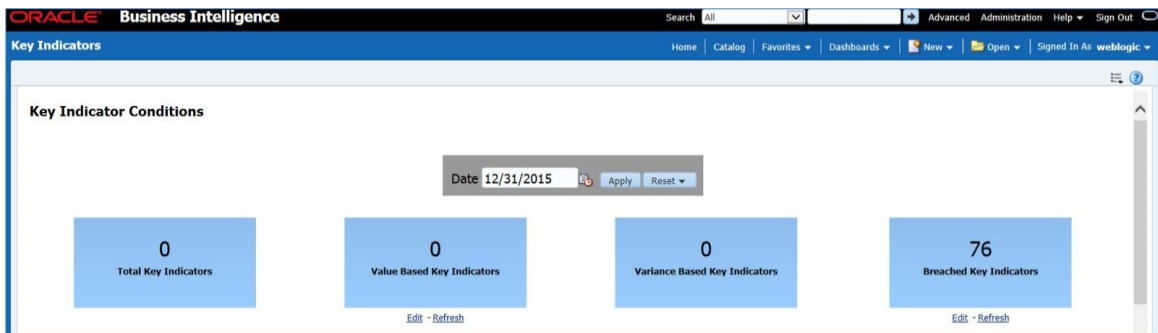 ORACLE Business Intelligence
Search All Advanced Administration Help Sign Out
Key Indicators
Home Catalog Favorites Dashboards New Open Signed In As weblogic
Key Indicator Conditions
Date 12/31/2015 Apply Reset
0
Total Key Indicators
0
Value Based Key Indicators
Edit - Refresh
0
Variance Based Key Indicators
76
Breached Key Indicators
Edit - Refresh